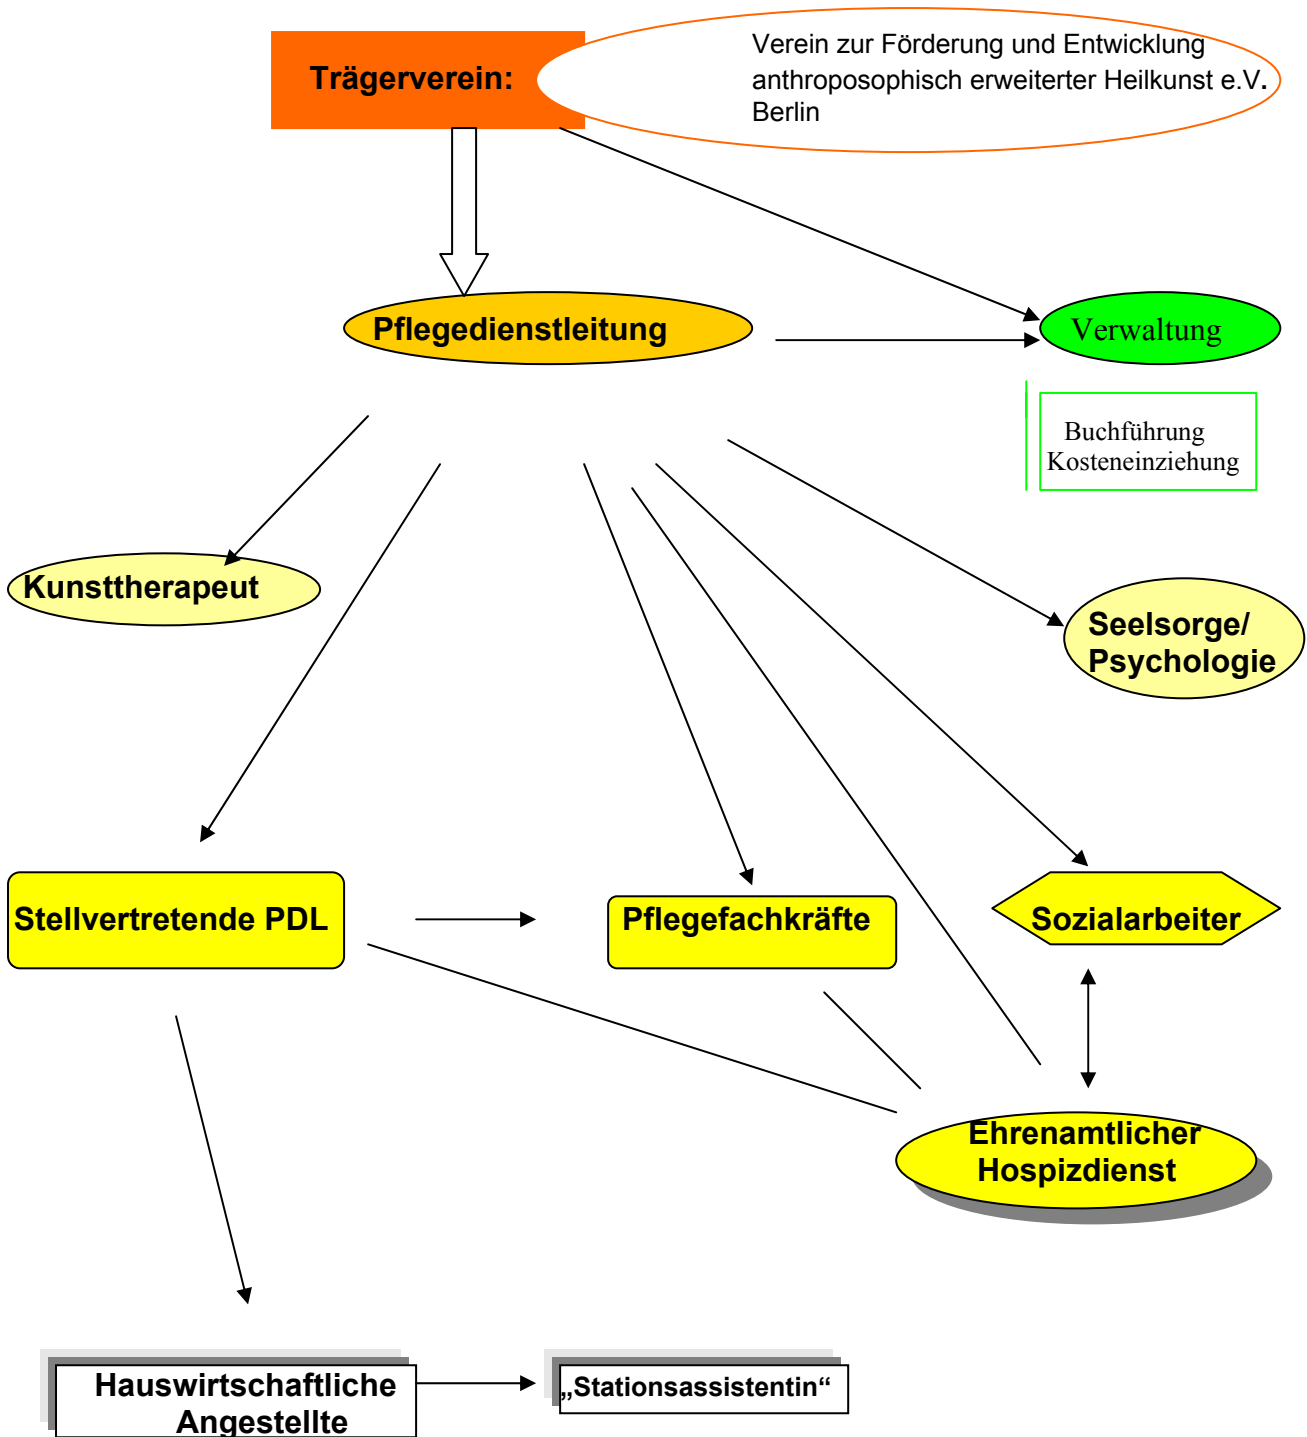 Trägerverein:
Verein zur Förderung und Entwicklung
anthroposophisch erweiterter Heilkunst e.V.
Berlin
Pflegedienstleitung
Verwaltung
Buchführung
Kosteneinziehung
Kunsttherapeut
Seelsorge/
Psychologie
Stellvertretende PDL
Pflegefachkräfte
Sozialarbeiter
Ehrenamtlicher
Hospizdienst
Hauswirtschaftliche
Angestellte
„Stationsassistentin“